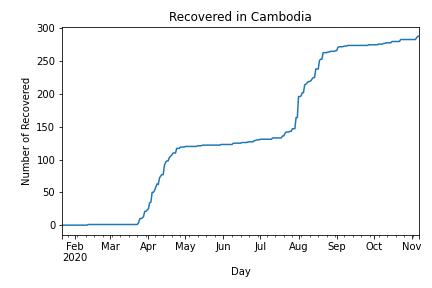 Recovered in Cambodia
Number of Recovered
300
250
200
150
100
50
0
Feb Mar Apr May Jun Jul Aug Sep Oct Nov
2020
Day